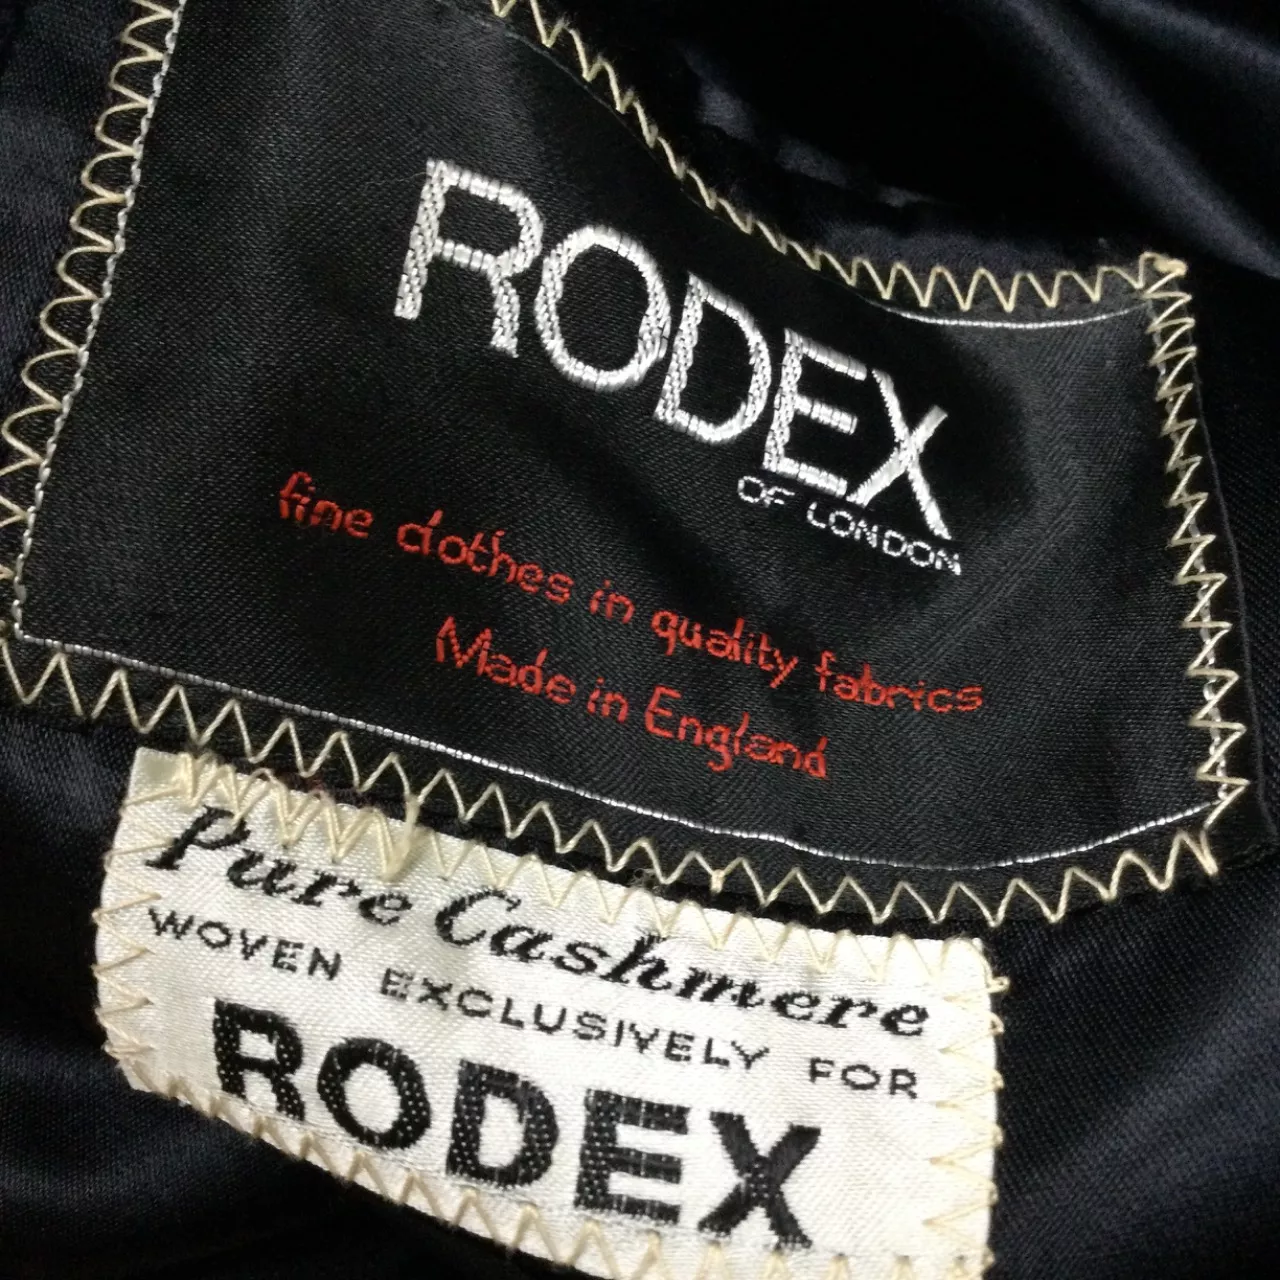 RODEX
OF LONDON
fine clothes in quality fabrics
Made in England
Pure Cashmere
WOVEN EXCLUSIVELY FOR
RODEX